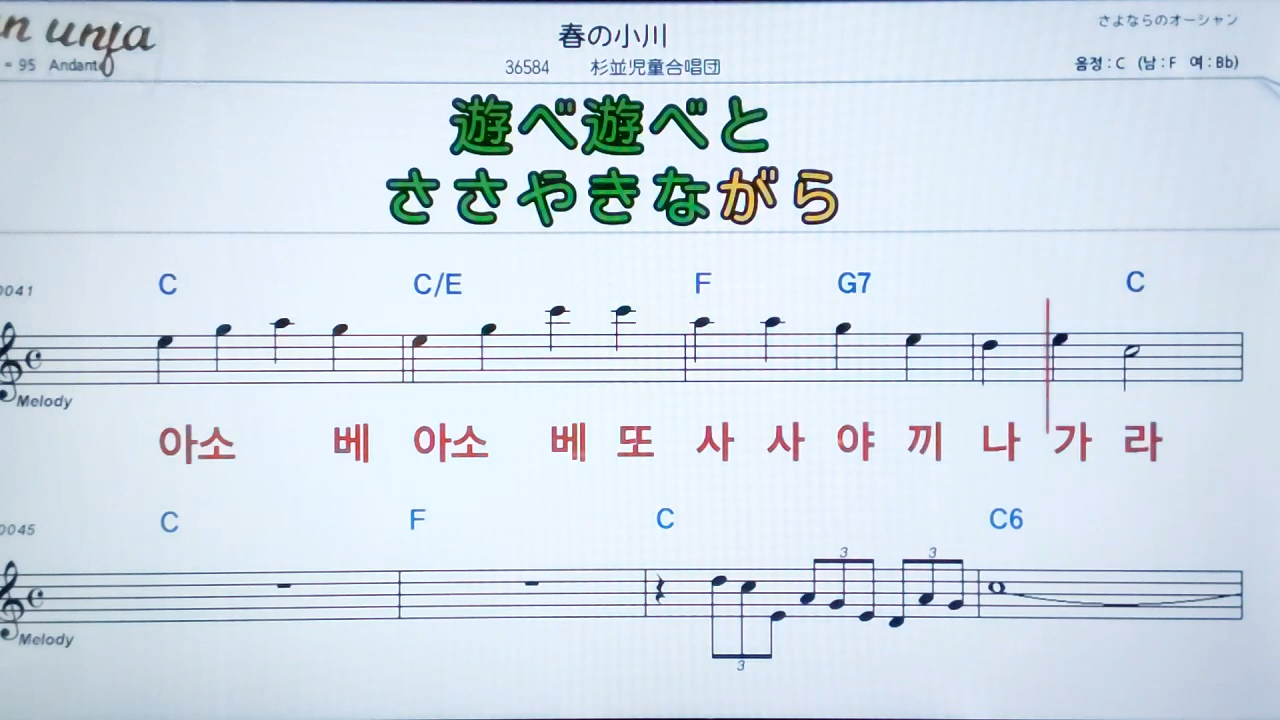 春の小川
さよならのオーシャン
= 95 Andante
36584 杉並児童合唱団
음정 : C (남 : F 여 : Bb)
遊べ遊べと
ささやきながら
0041
C C/E F G7 C
Melody
아소 베 아소 베 또 사 사 야 끼 나 가 라
0045
C F C C6
3 3
Melody
3